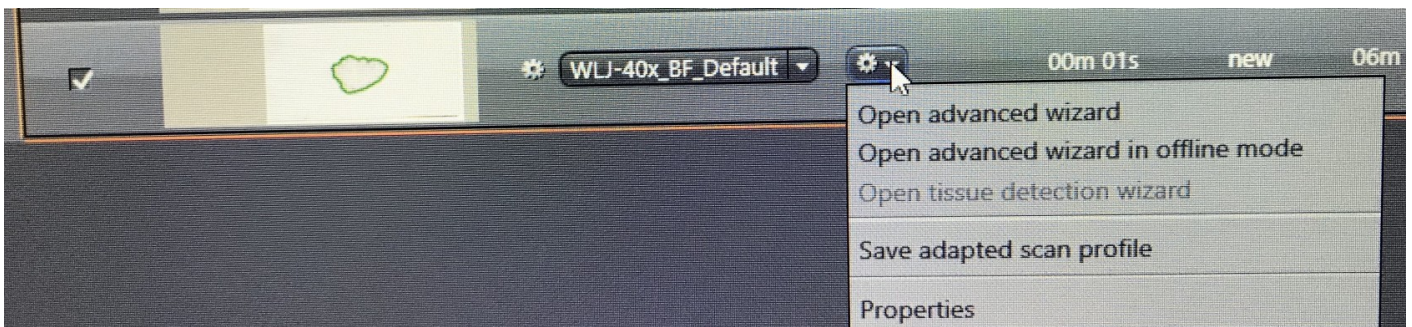 WLJ-40x_BF_Default
00m 01s
new
06m
Open advanced wizard
Open advanced wizard in offline mode
Open tissue detection wizard
Save adapted scan profile
Properties